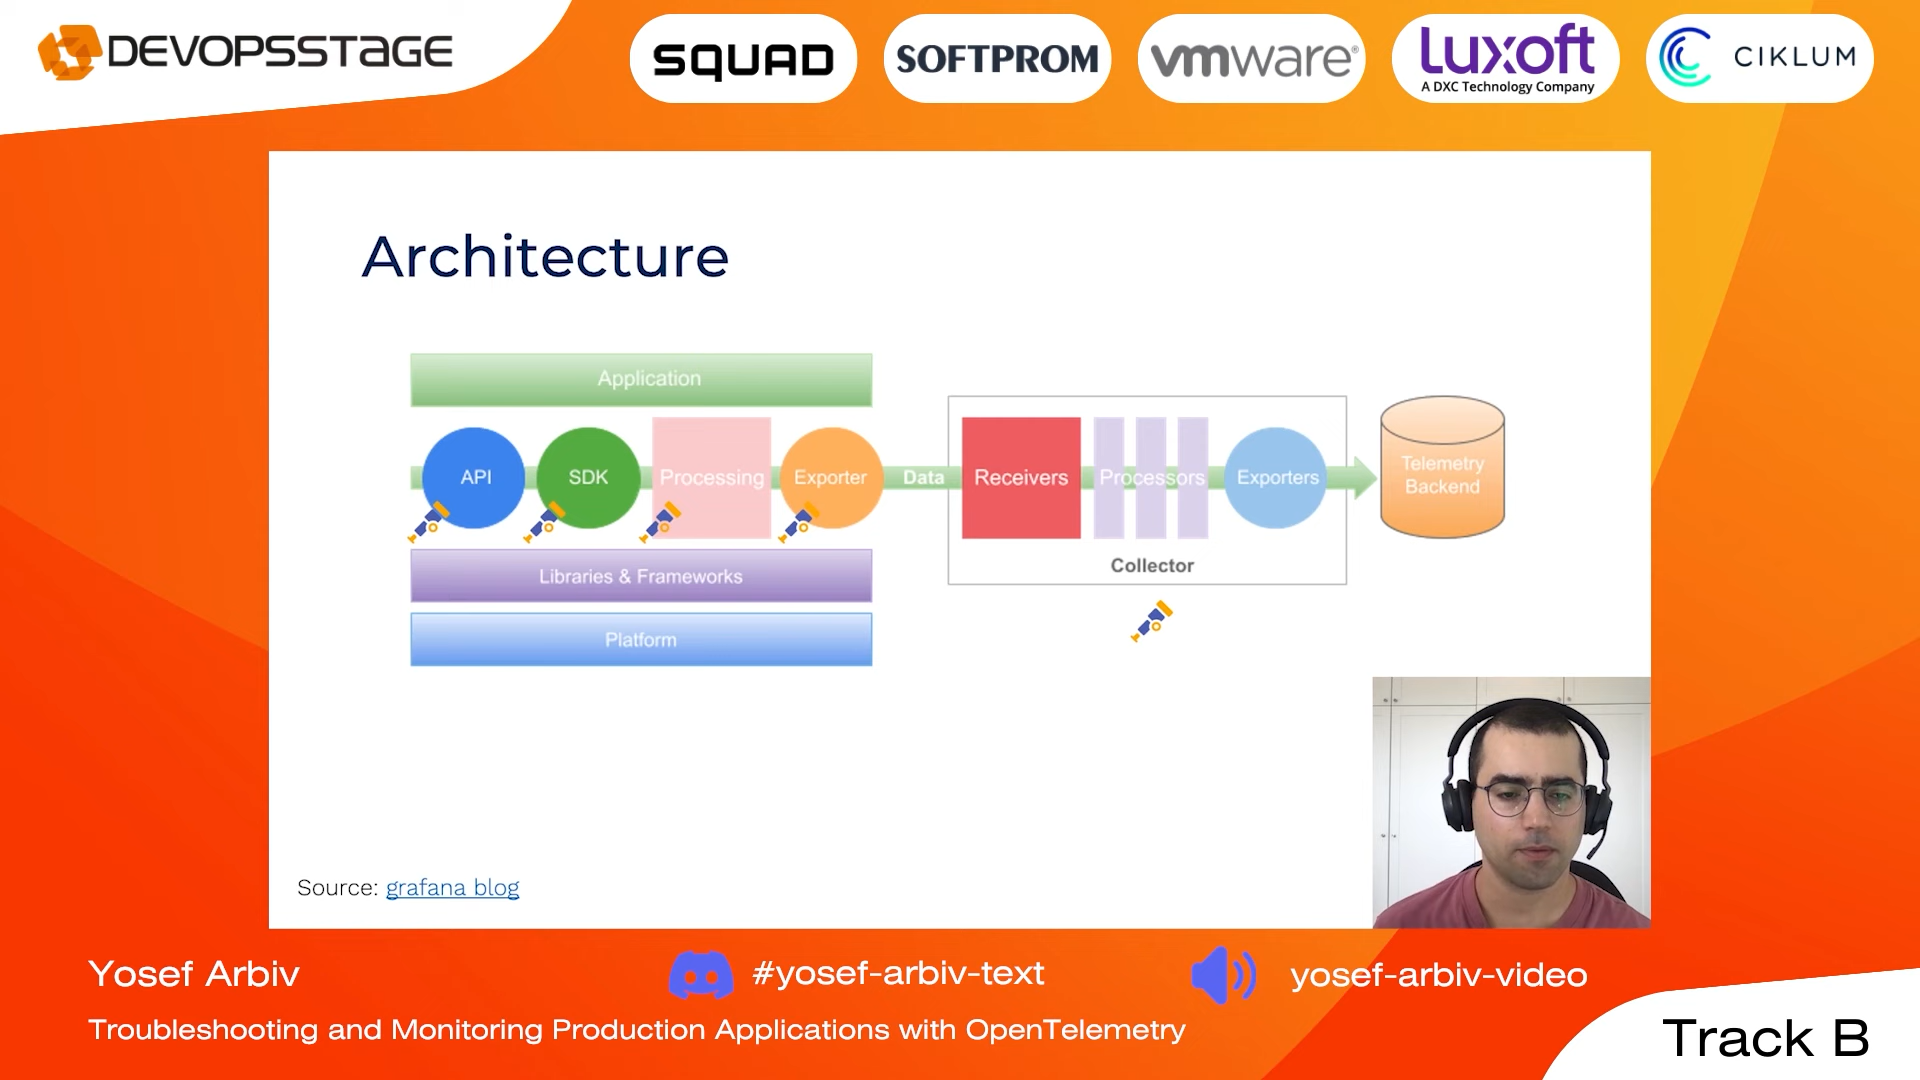 DEVOPSSTAGE
SQUAD
SOFTPROM
vmware®
Luxoft
A DXC Technology Company
CIKLUM
Architecture
Application
API
SDK
Processing
Exporter
Data
Receivers
Processors
Exporters
Telemetry
Backend
Collector
Libraries & Frameworks
Platform
Source: grafana blog
Yosef Arbiv
#yosef-arbiv-text
yosef-arbiv-video
Troubleshooting and Monitoring Production Applications with OpenTelemetry
Track B